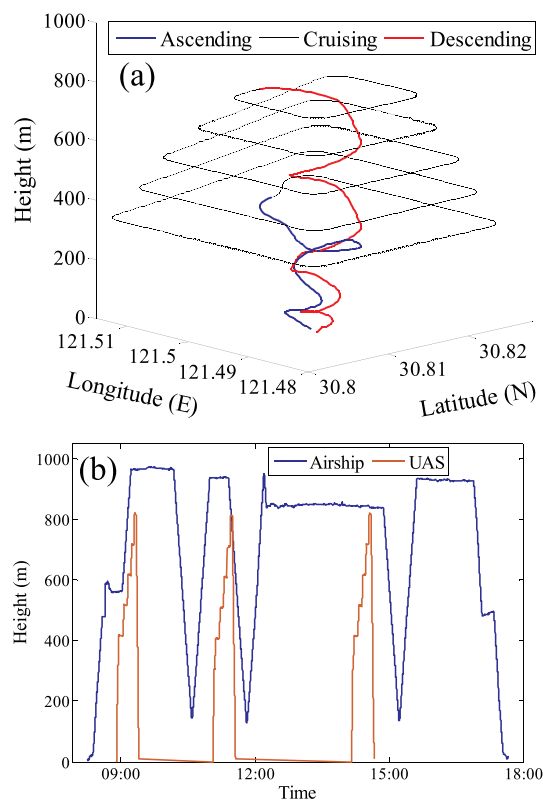 1000
Ascending Cruising Descending
(a)
800
600
400
200
0
Height (m)
121.51
121.5
121.49
121.48
30.8
30.81
30.82
Longitude (E)
Latitude (N)
(b)
Airship UAS
1000
800
600
400
200
0
Height (m)
09:00 12:00 15:00 18:00
Time